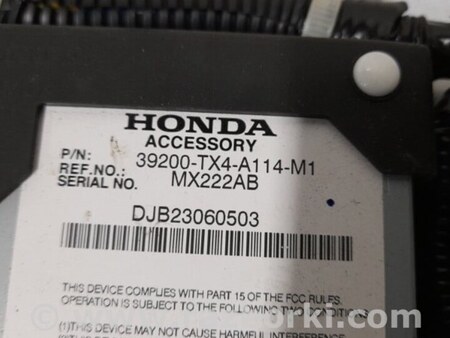 HONDA
ACCESSORY
P/N: 39200-TX4-A114-M1
REF.NO.: MX222AB
SERIAL NO.
DJB23060503
THIS DEVICE COMPLIES WITH PART 15 OF THE FCC RULES.
OPERATION IS SUBJECT TO THE FOLLOWING TWO CONDITIONS
(1)THIS DEVICE MAY NOT CAUSE HARMFUL INTERFERENCE